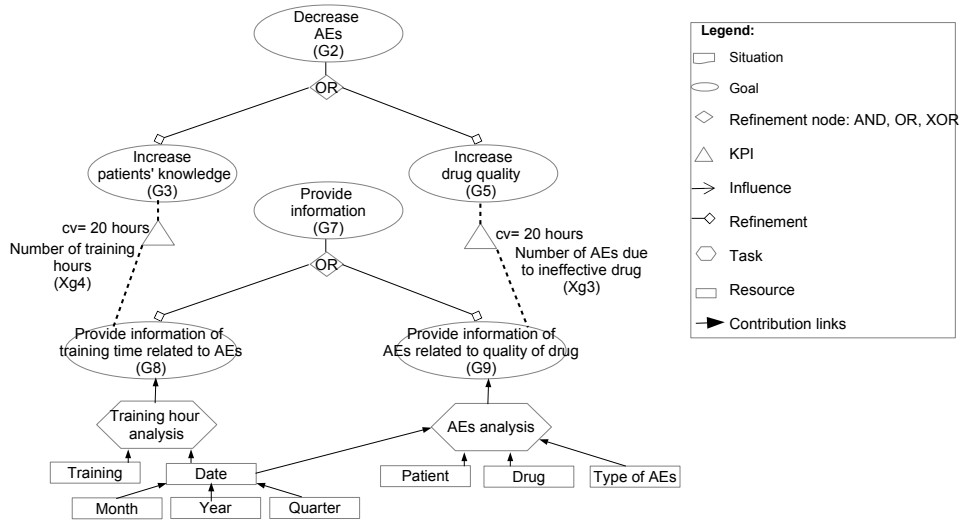 Decrease
AEs
(G2)
OR
Increase
patients' knowledge
(G3)
Increase
drug quality
(G5)
Provide
information
(G7)
cv= 20 hours
Number of training
hours
(Xg4)
cv= 20 hours
Number of AEs due
to ineffective drug
(Xg3)
OR
Provide information of
training time related to AEs
(G8)
Provide information of
AEs related to quality of drug
(G9)
Training hour
analysis
AEs analysis
Training
Date
Patient
Drug
Type of AEs
Month
Year
Quarter
Legend:
Situation
Goal
Refinement node: AND, OR, XOR
KPI
Influence
Refinement
Task
Resource
Contribution links